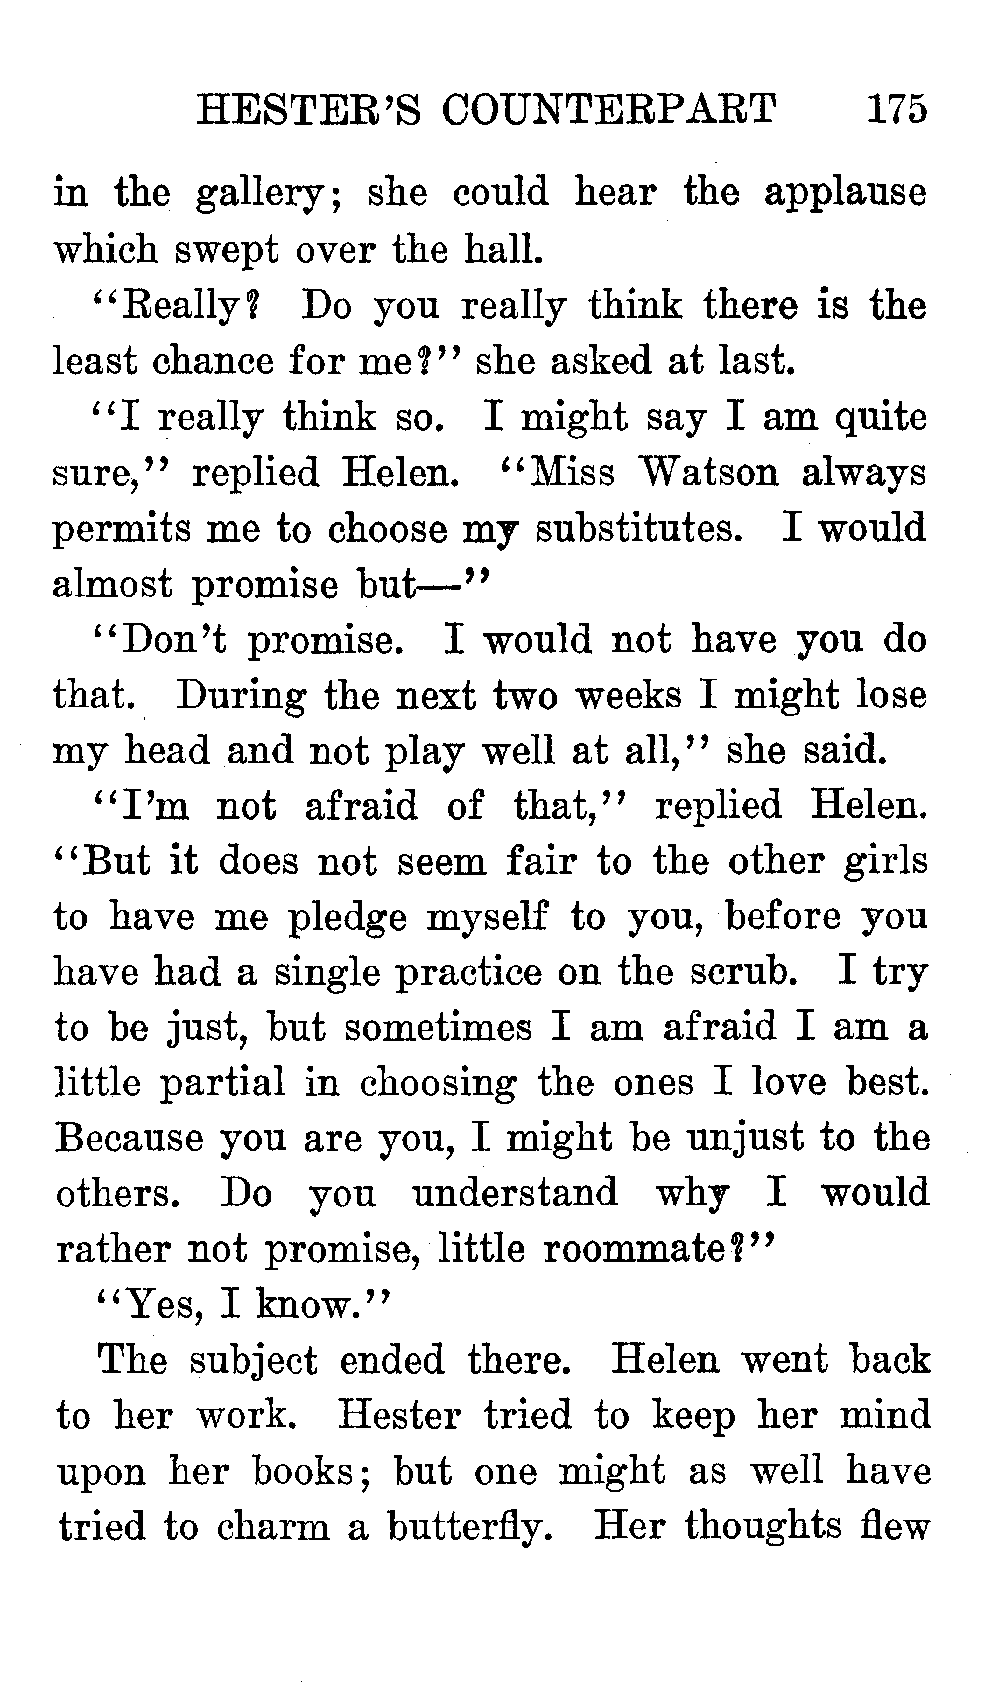 HESTER'S COUNTERPART 175
in the gallery; she could hear the applause
which swept over the hall.
"Really? Do you really think there is the
least chance for me?" she asked at last.
"I really think so. I might say I am quite
sure," replied Helen. "Miss Watson always
permits me to choose my substitutes. I would
almost promise but—"
"Don't promise. I would not have you do
that. During the next two weeks I might lose
my head and not play well at all," she said.
"I'm not afraid of that," replied Helen.
"But it does not seem fair to the other girls
to have me pledge myself to you, before you
have had a single practice on the scrub. I try
to be just, but sometimes I am afraid I am a
little partial in choosing the ones I love best.
Because you are you, I might be unjust to the
others. Do you understand why I would
rather not promise, little roommate?"
"Yes, I know."
The subject ended there. Helen went back
to her work. Hester tried to keep her mind
upon her books; but one might as well have
tried to charm a butterfly. Her thoughts flew